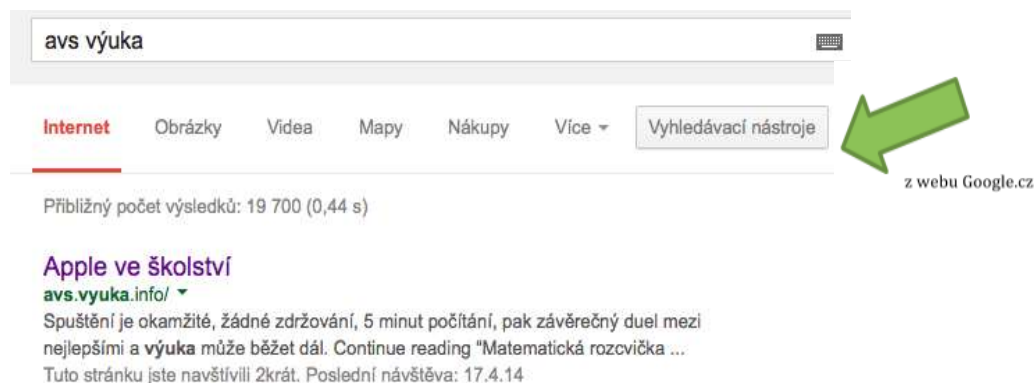 avs výuka
Internet Obrázky Videa Mapy Nákupy Více Vyhledávací nástroje
z webu Google.cz
Přibližný počet výsledků: 19 700 (0,44 s)
Apple ve školství
avs.vyuka.info/
Spuštění je okamžité, žádné zdržování, 5 minut počítání, pak závěrečný duel mezi
nejlepšími a výuka může běžet dál. Continue reading "Matematická rozcvička ...
Tuto stránku jste navštívili 2krát. Poslední návštěva: 17.4.14